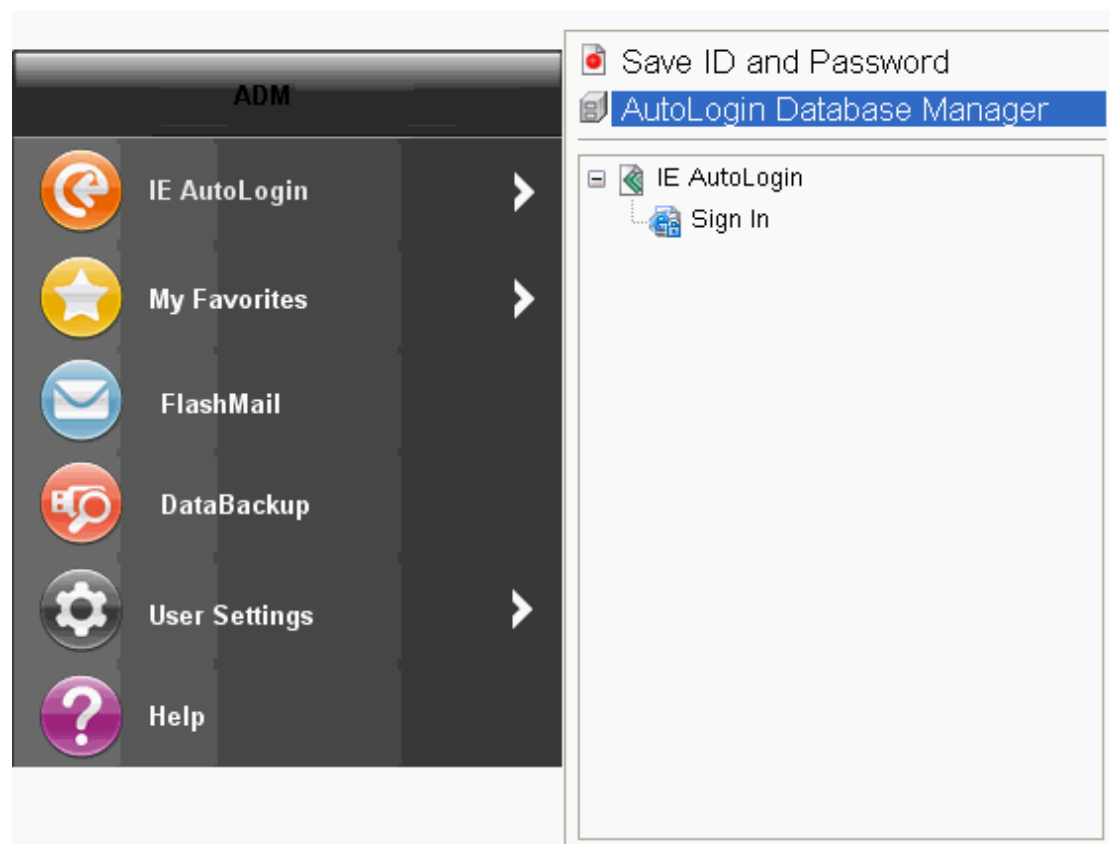 ADM
IE AutoLogin
My Favorites
FlashMail
DataBackup
User Settings
Help
Save ID and Password
AutoLogin Database Manager
IE AutoLogin
Sign In